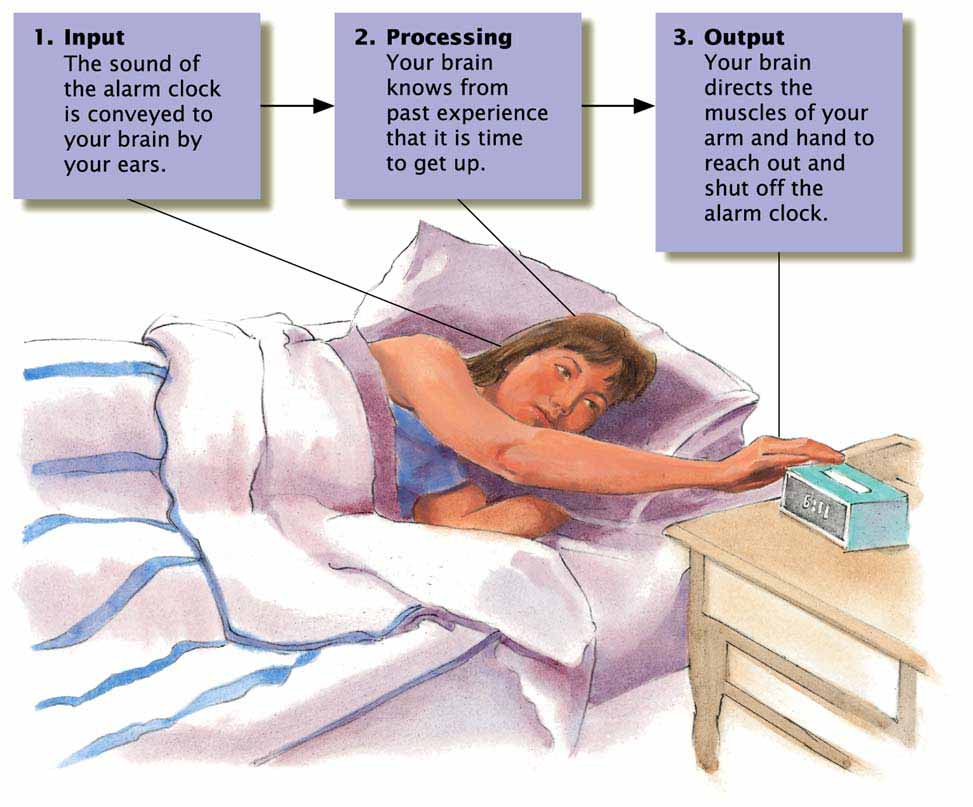 1. Input
The sound of
the alarm clock
is conveyed to
your brain by
your ears.
2. Processing
Your brain
knows from
past experience
that it is time
to get up.
3. Output
Your brain
directs the
muscles of your
arm and hand to
reach out and
shut off the
alarm clock.
6:11